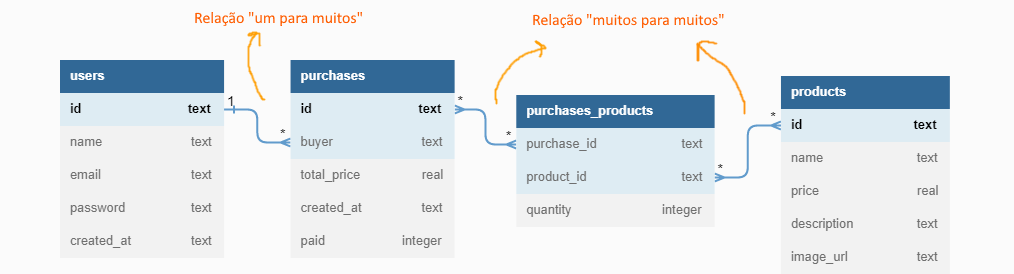 Relação "um para muitos"
Relação "muitos para muitos"
users
id text
name text
email text
password text
created_at text
1
*
purchases
id text
buyer text
total_price real
created_at text
paid integer
*
*
purchases_products
purchase_id text
product_id text
quantity integer
*
*
products
id text
name text
price real
description text
image_url text